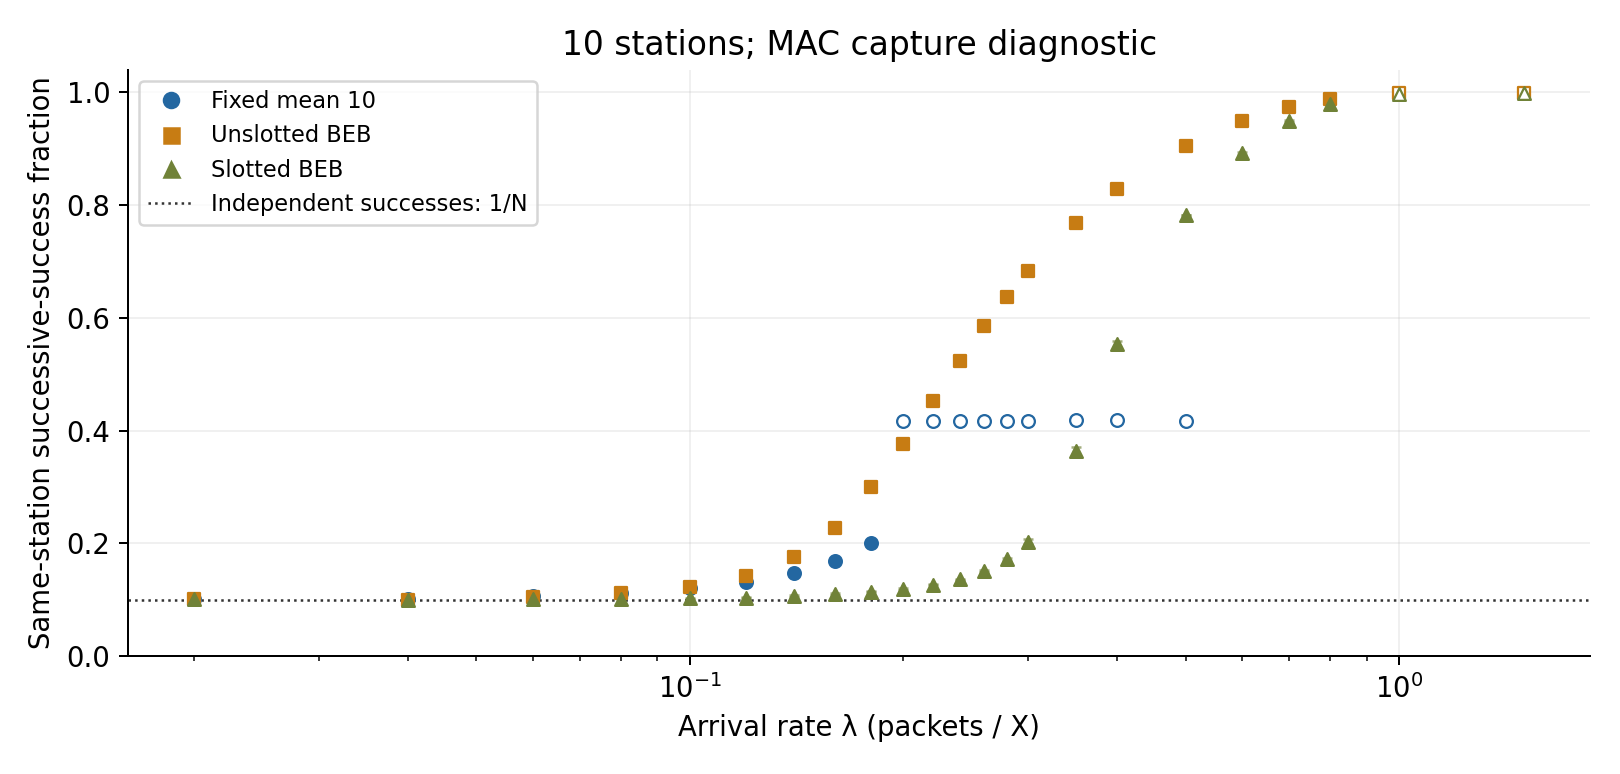 10 stations; MAC capture diagnostic
Same-station successive-success fraction
1.0
0.8
0.6
0.4
0.2
0.0
Fixed mean 10
Unslotted BEB
Slotted BEB
Independent successes: 1/N
10⁻¹
10⁰
Arrival rate λ (packets / X)